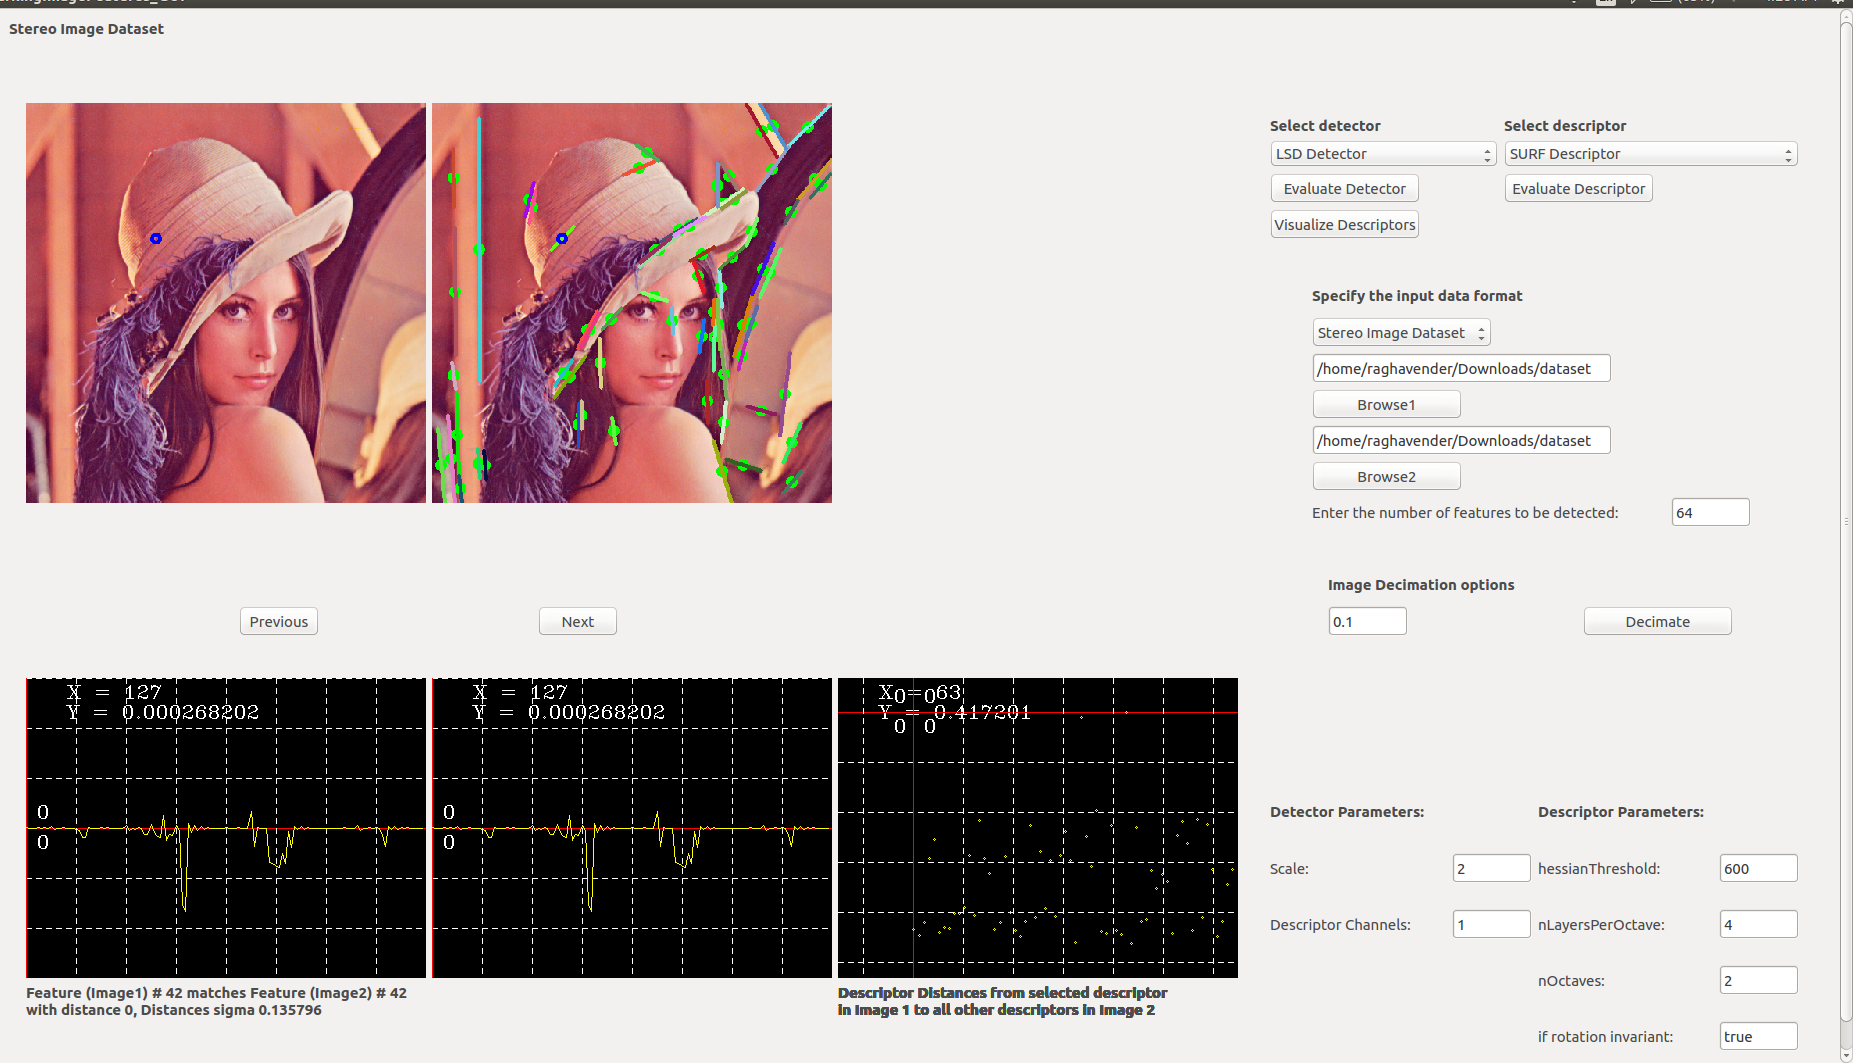 Stereo Image Dataset
Select detector
Select descriptor
LSD Detector
SURF Descriptor
Evaluate Detector
Evaluate Descriptor
Visualize Descriptors
Specify the input data format
Stereo Image Dataset
/home/raghavender/Downloads/dataset
Browse1
/home/raghavender/Downloads/dataset
Browse2
Enter the number of features to be detected:
64
Image Decimation options
0.1
Decimate
Previous
Next
X = 127
Y = 0.000268202
0
0
X = 127
Y = 0.000268202
0
0
X = 63
0 0
Y = 0.417201
0 0
Feature (Image1) # 42 matches Feature (Image2) # 42
with distance 0, Distances sigma 0.135796
Descriptor Distances from selected descriptor
in Image 1 to all other descriptors in Image 2
Detector Parameters:
Descriptor Parameters:
Scale:
2
hessianThreshold:
600
Descriptor Channels:
1
nLayersPerOctave:
4
nOctaves:
2
if rotation invariant:
true